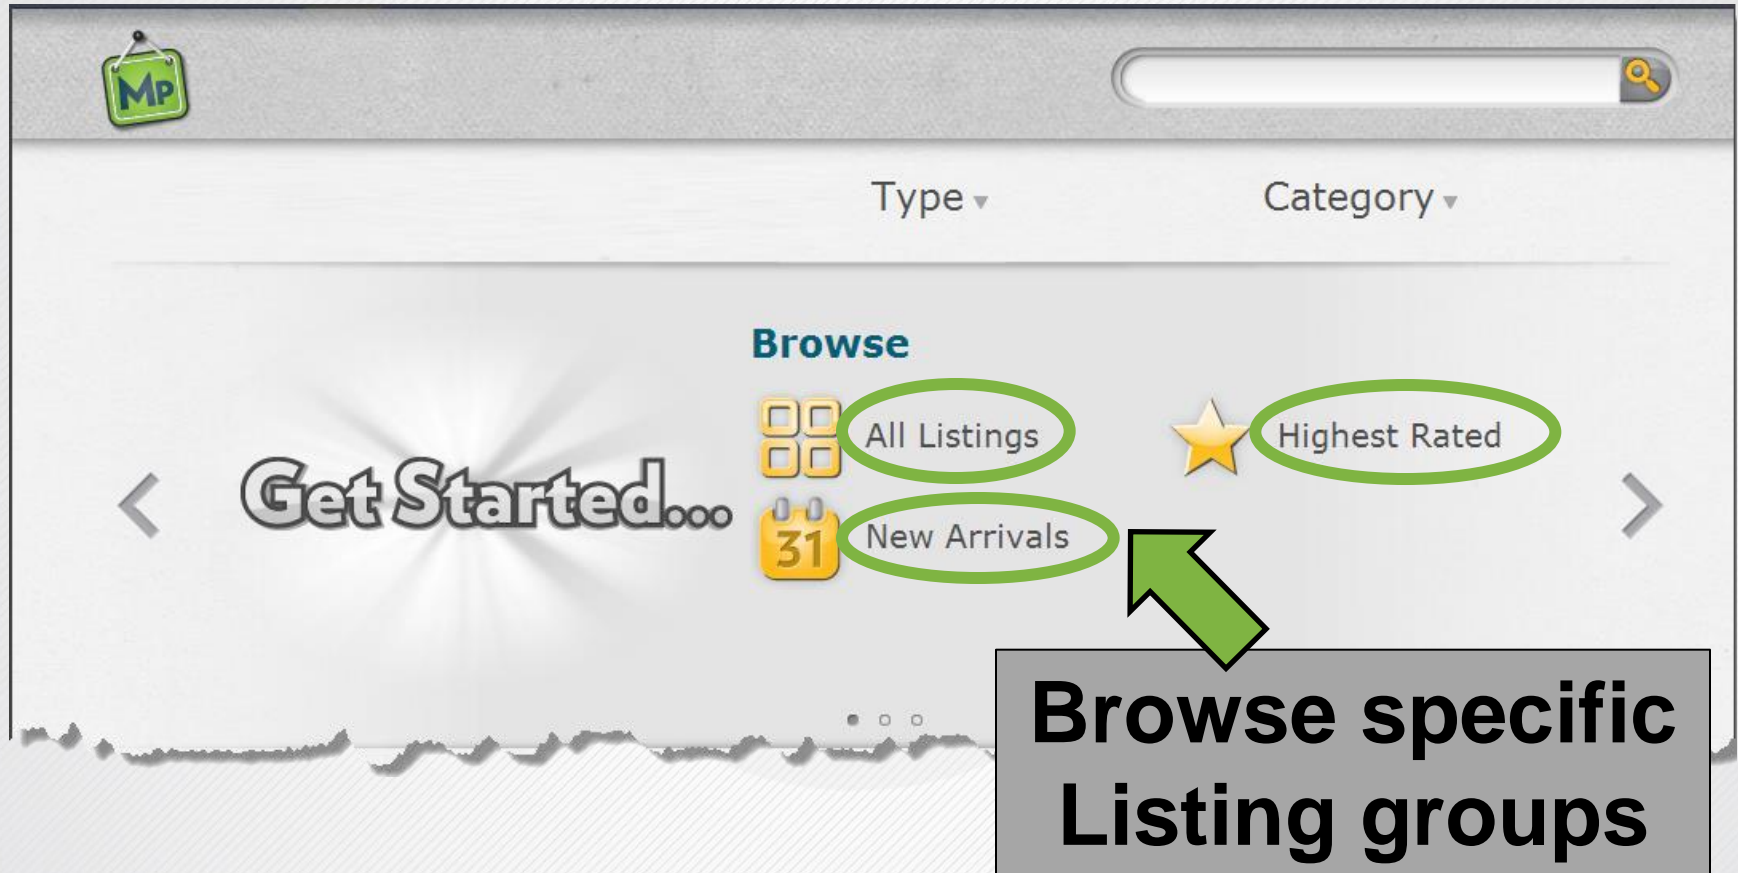 MP
Type
Category
Browse
All Listings
Highest Rated
Get Started...
31
New Arrivals
Browse specific
Listing groups